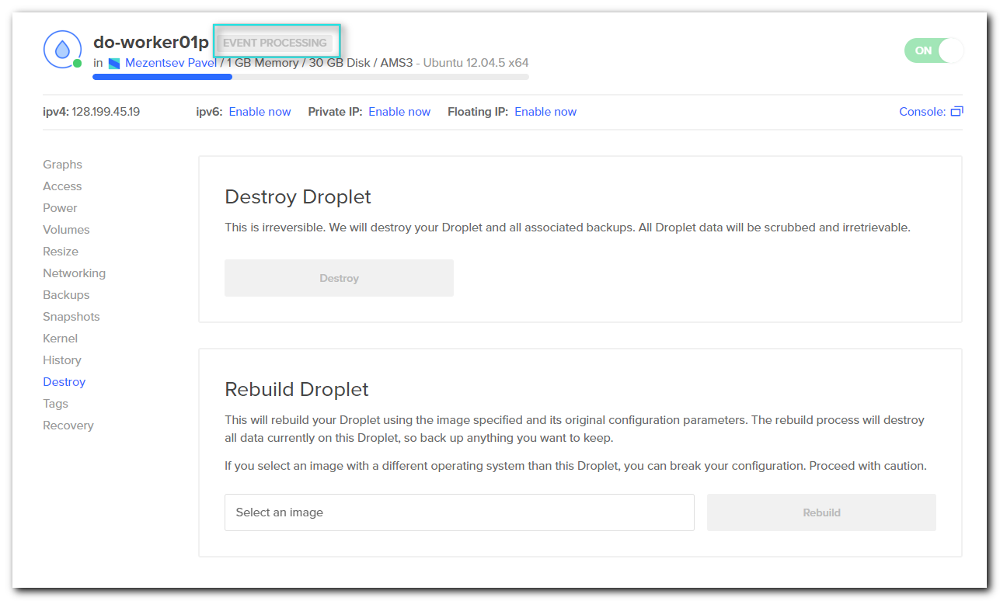 do-worker01p EVENT PROCESSING
in Mezentsev Pavel / 1 GB Memory / 30 GB Disk / AMS3 - Ubuntu 12.04.5 x64
ON
ipv4: 128.199.45.19 ipv6: Enable now Private IP: Enable now Floating IP: Enable now Console:
Graphs
Access
Power
Volumes
Resize
Networking
Backups
Snapshots
Kernel
History
Destroy
Tags
Recovery
Destroy Droplet
This is irreversible. We will destroy your Droplet and all associated backups. All Droplet data will be scrubbed and irretrievable.
Destroy
Rebuild Droplet
This will rebuild your Droplet using the image specified and its original configuration parameters. The rebuild process will destroy
all data currently on this Droplet, so back up anything you want to keep.
If you select an image with a different operating system than this Droplet, you can break your configuration. Proceed with caution.
Select an image
Rebuild